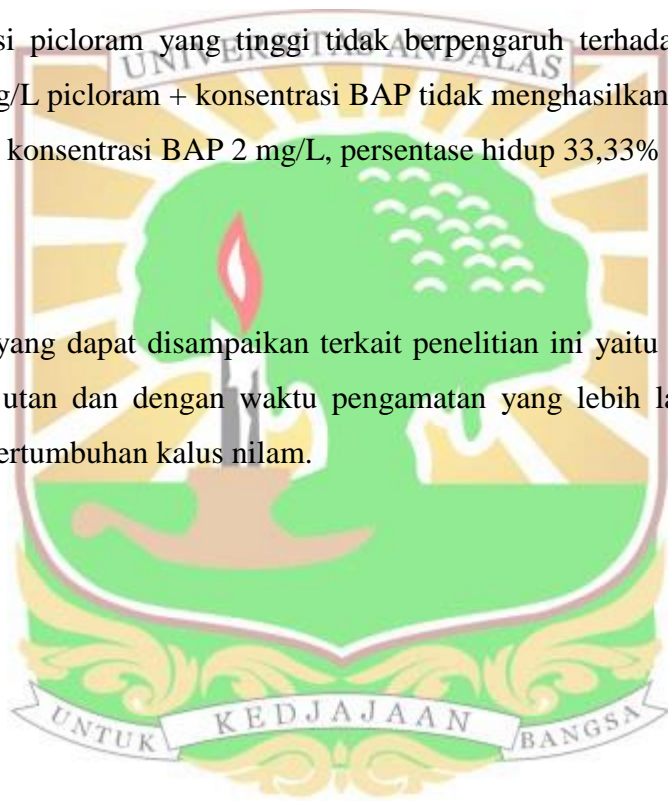 si picloram yang tinggi tidak berpengaruh terhada
UNIVERSITAS ANDALAS
g/L picloram + konsentrasi BAP tidak menghasilkan
konsentrasi BAP 2 mg/L, persentase hidup 33,33%
yang dapat disampaikan terkait penelitian ini yaitu
utan dan dengan waktu pengamatan yang lebih la
ertumbuhan kalus nilam.
UNTUK KEDJAJAAN BANGSA